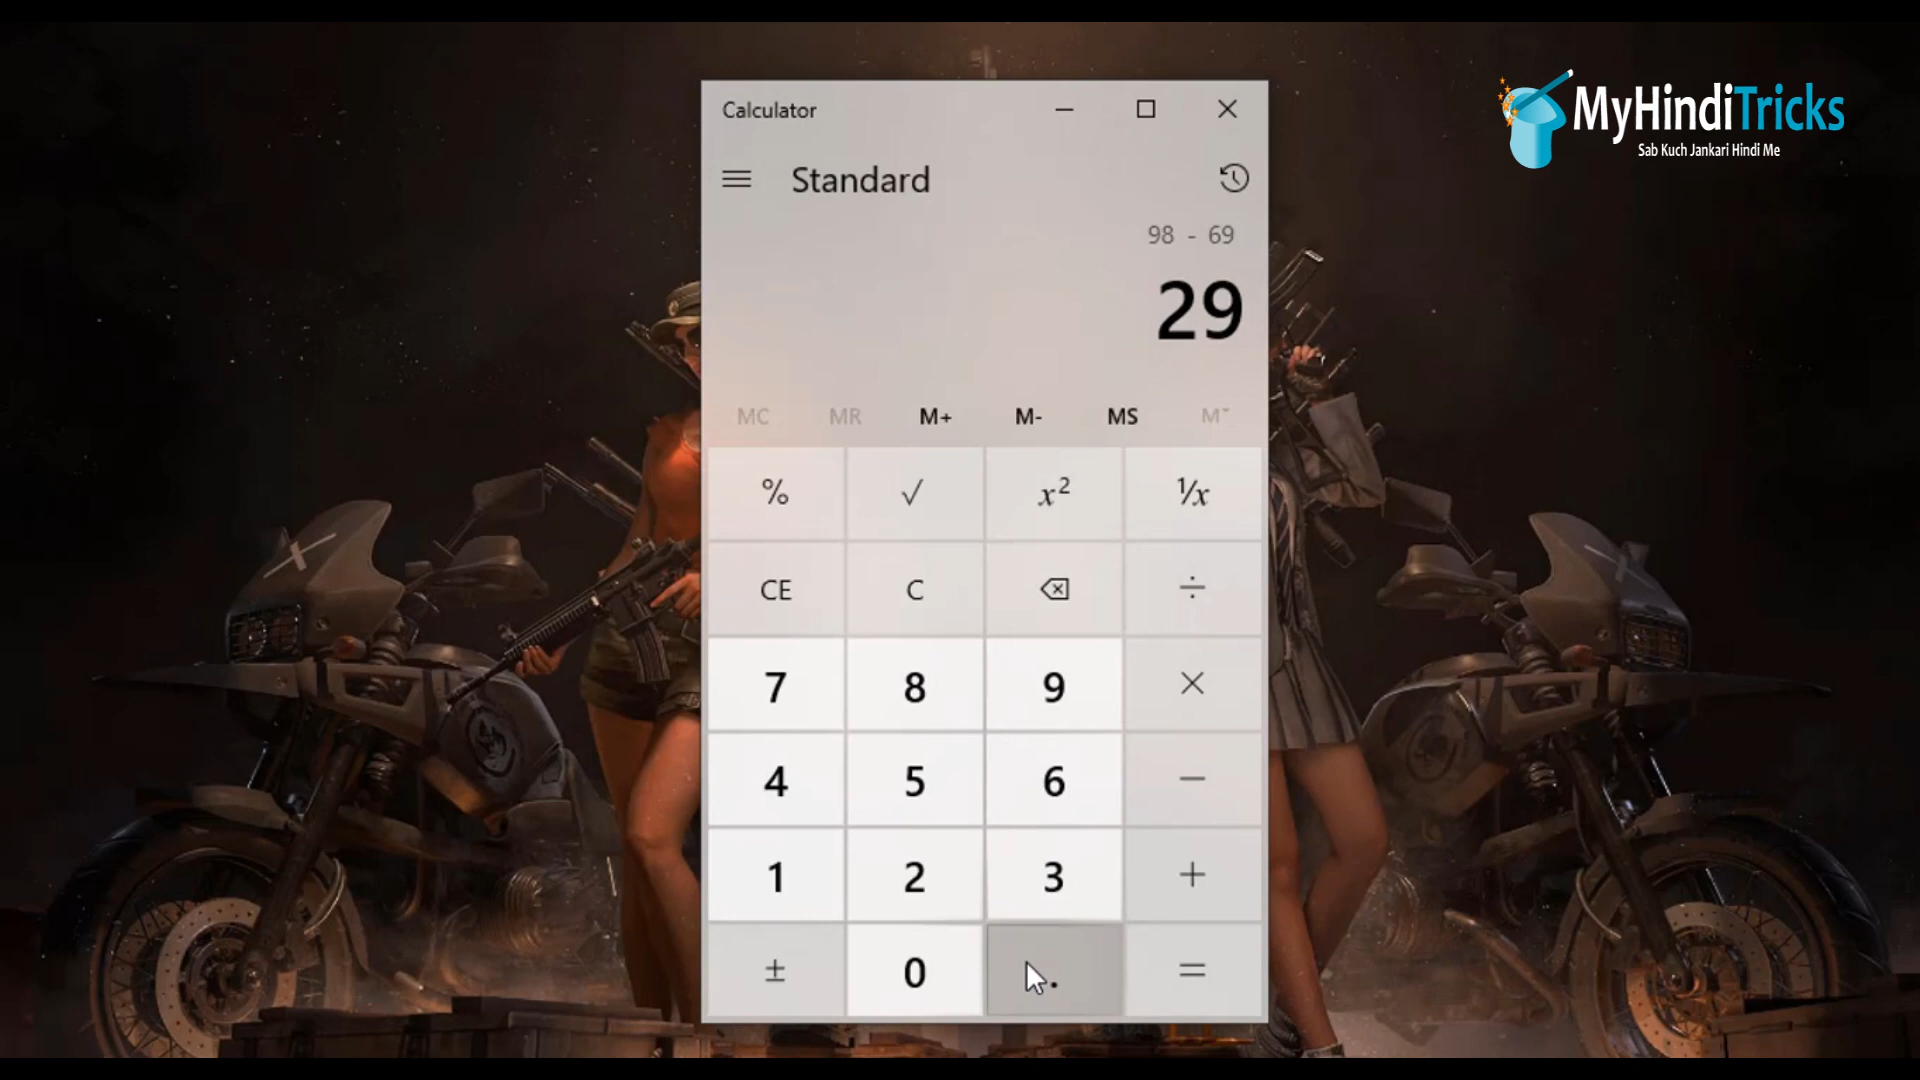 MyHindiTricks
Sab Kuch Jankari Hindi Me
Calculator
Standard
98 - 69
29
MC MR M+ M- MS M˅
% √ x² ¹/x
CE C ÷
7 8 9 ×
4 5 6 −
1 2 3 +
± 0 . =